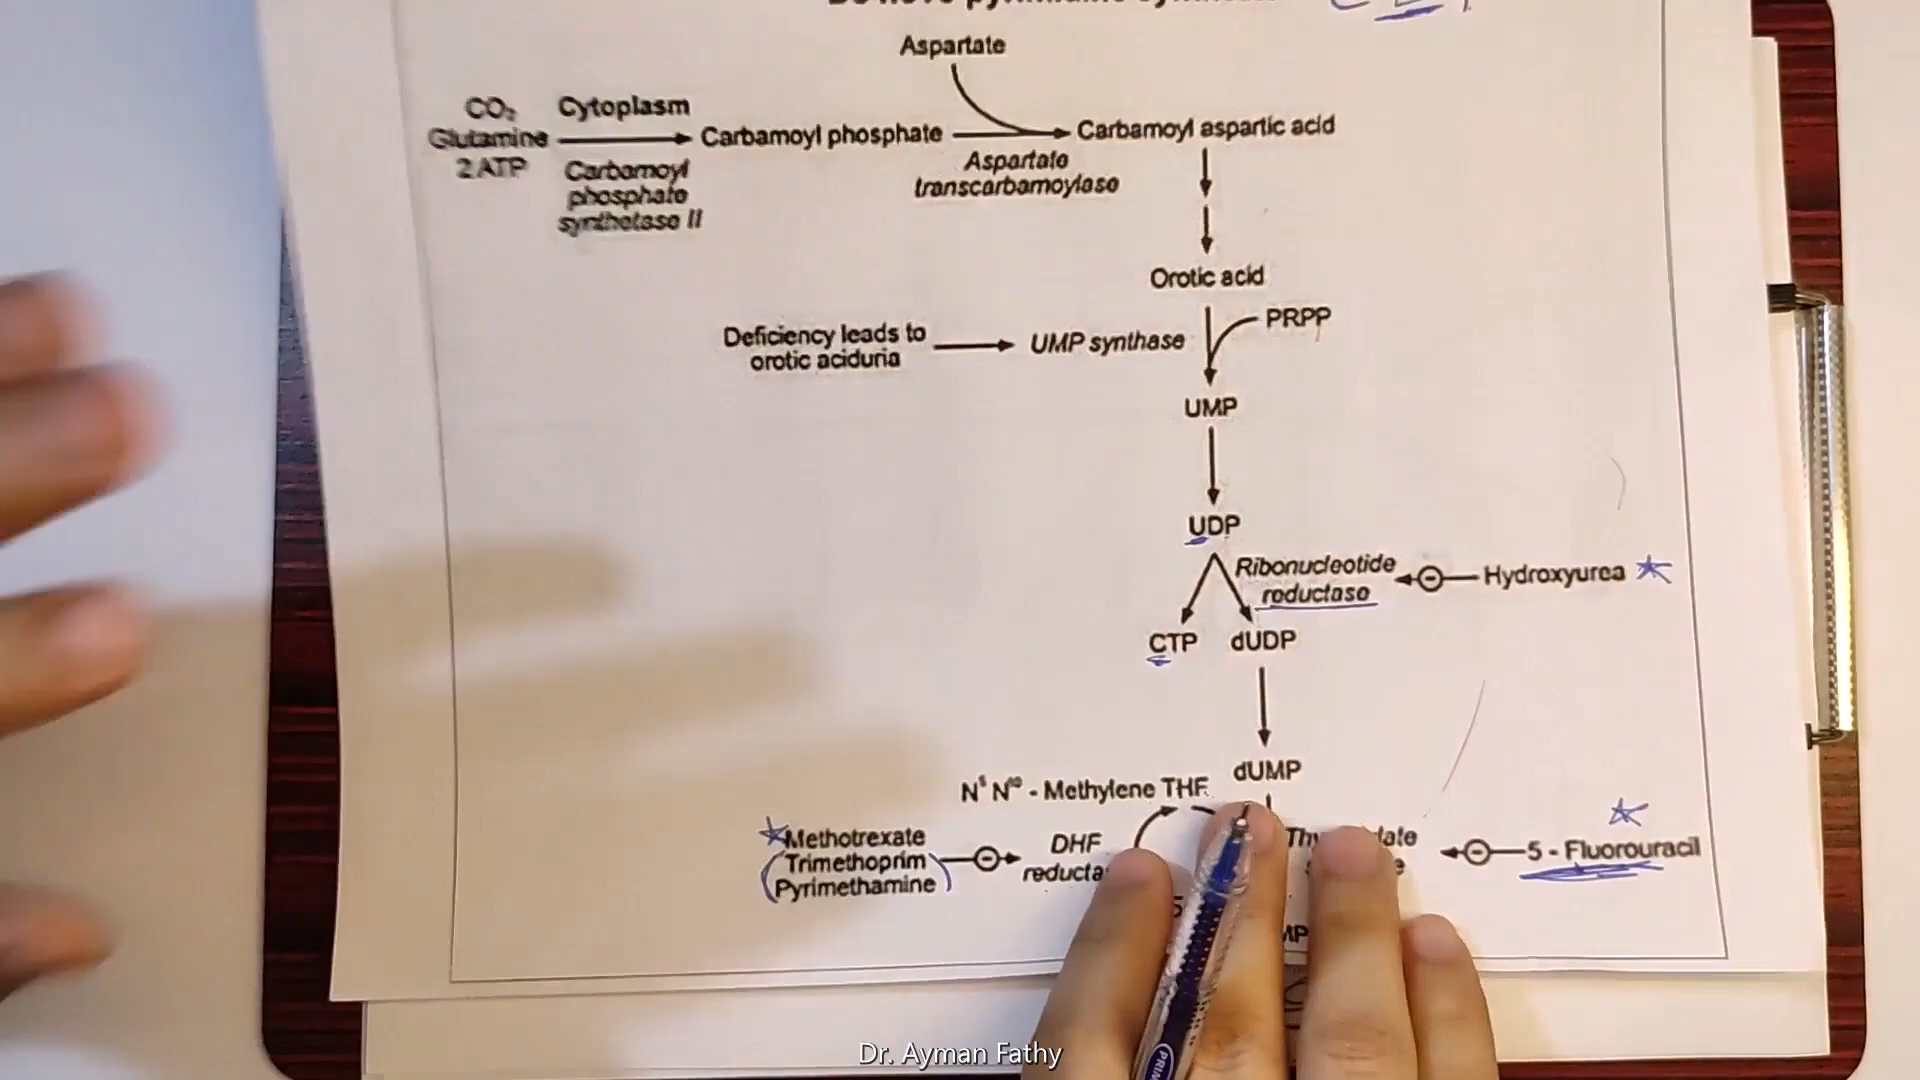 Aspartate
CO₂
Glutamine
2 ATP
Cytoplasm
Carbamoyl
phosphate
synthetase II
Carbamoyl phosphate
Aspartate
transcarbamoylase
Carbamoyl aspartic acid
Orotic acid
PRPP
Deficiency leads to
orotic aciduria
UMP synthase
UMP
UDP
Ribonucleotide
reductase
Hydroxyurea
CTP
dUDP
dUMP
N⁵ N¹⁰ - Methylene THF
Methotrexate
Trimethoprim
Pyrimethamine
DHF
5 - Fluorouracil
Dr. Ayman Fathy